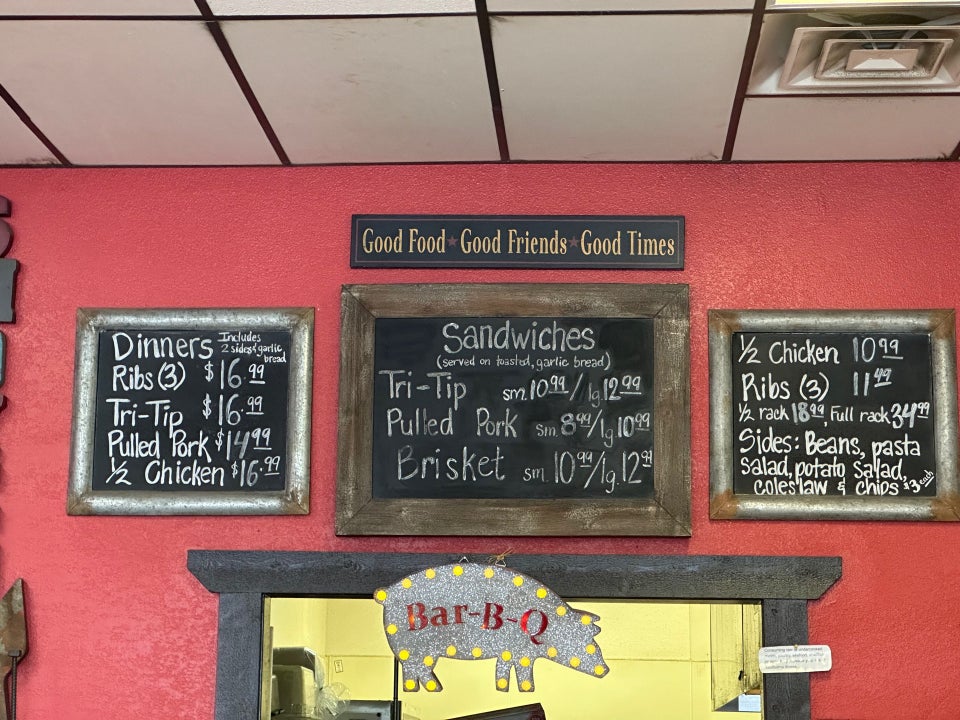 Good Food ★ Good Friends ★ Good Times
Dinners Includes 2 sides & garlic bread
Ribs (3) $16.99
Tri-Tip $16.99
Pulled Pork $14.99
1/2 Chicken $16.99
Sandwiches
(served on toasted, garlic bread)
Tri-Tip sm. 10.99 / lg. 12.99
Pulled Pork sm. 8.99 / lg. 10.99
Brisket sm. 10.99 / lg. 12.99
1/2 Chicken 10.99
Ribs (3) 11.49
1/2 rack 18.99, Full rack 34.99
Sides: Beans, pasta
salad, potato salad,
coleslaw & chips $3 each
Bar-B-Q